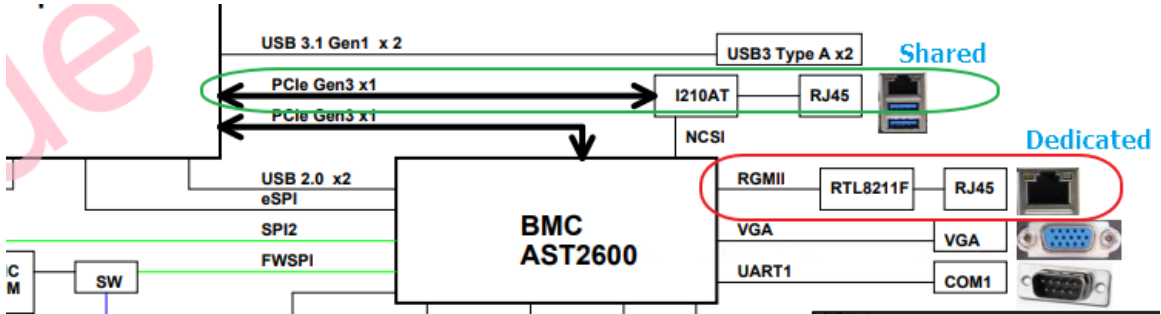 USB 3.1 Gen1 x 2
USB3 Type A x2
Shared
PCIe Gen3 x1
I210AT
RJ45
PCIe Gen3 x1
NCSI
Dedicated
USB 2.0 x2
RGMII
RTL8211F
RJ45
eSPI
SPI2
BMC
AST2600
VGA
VGA
FWSPI
SW
UART1
COM1